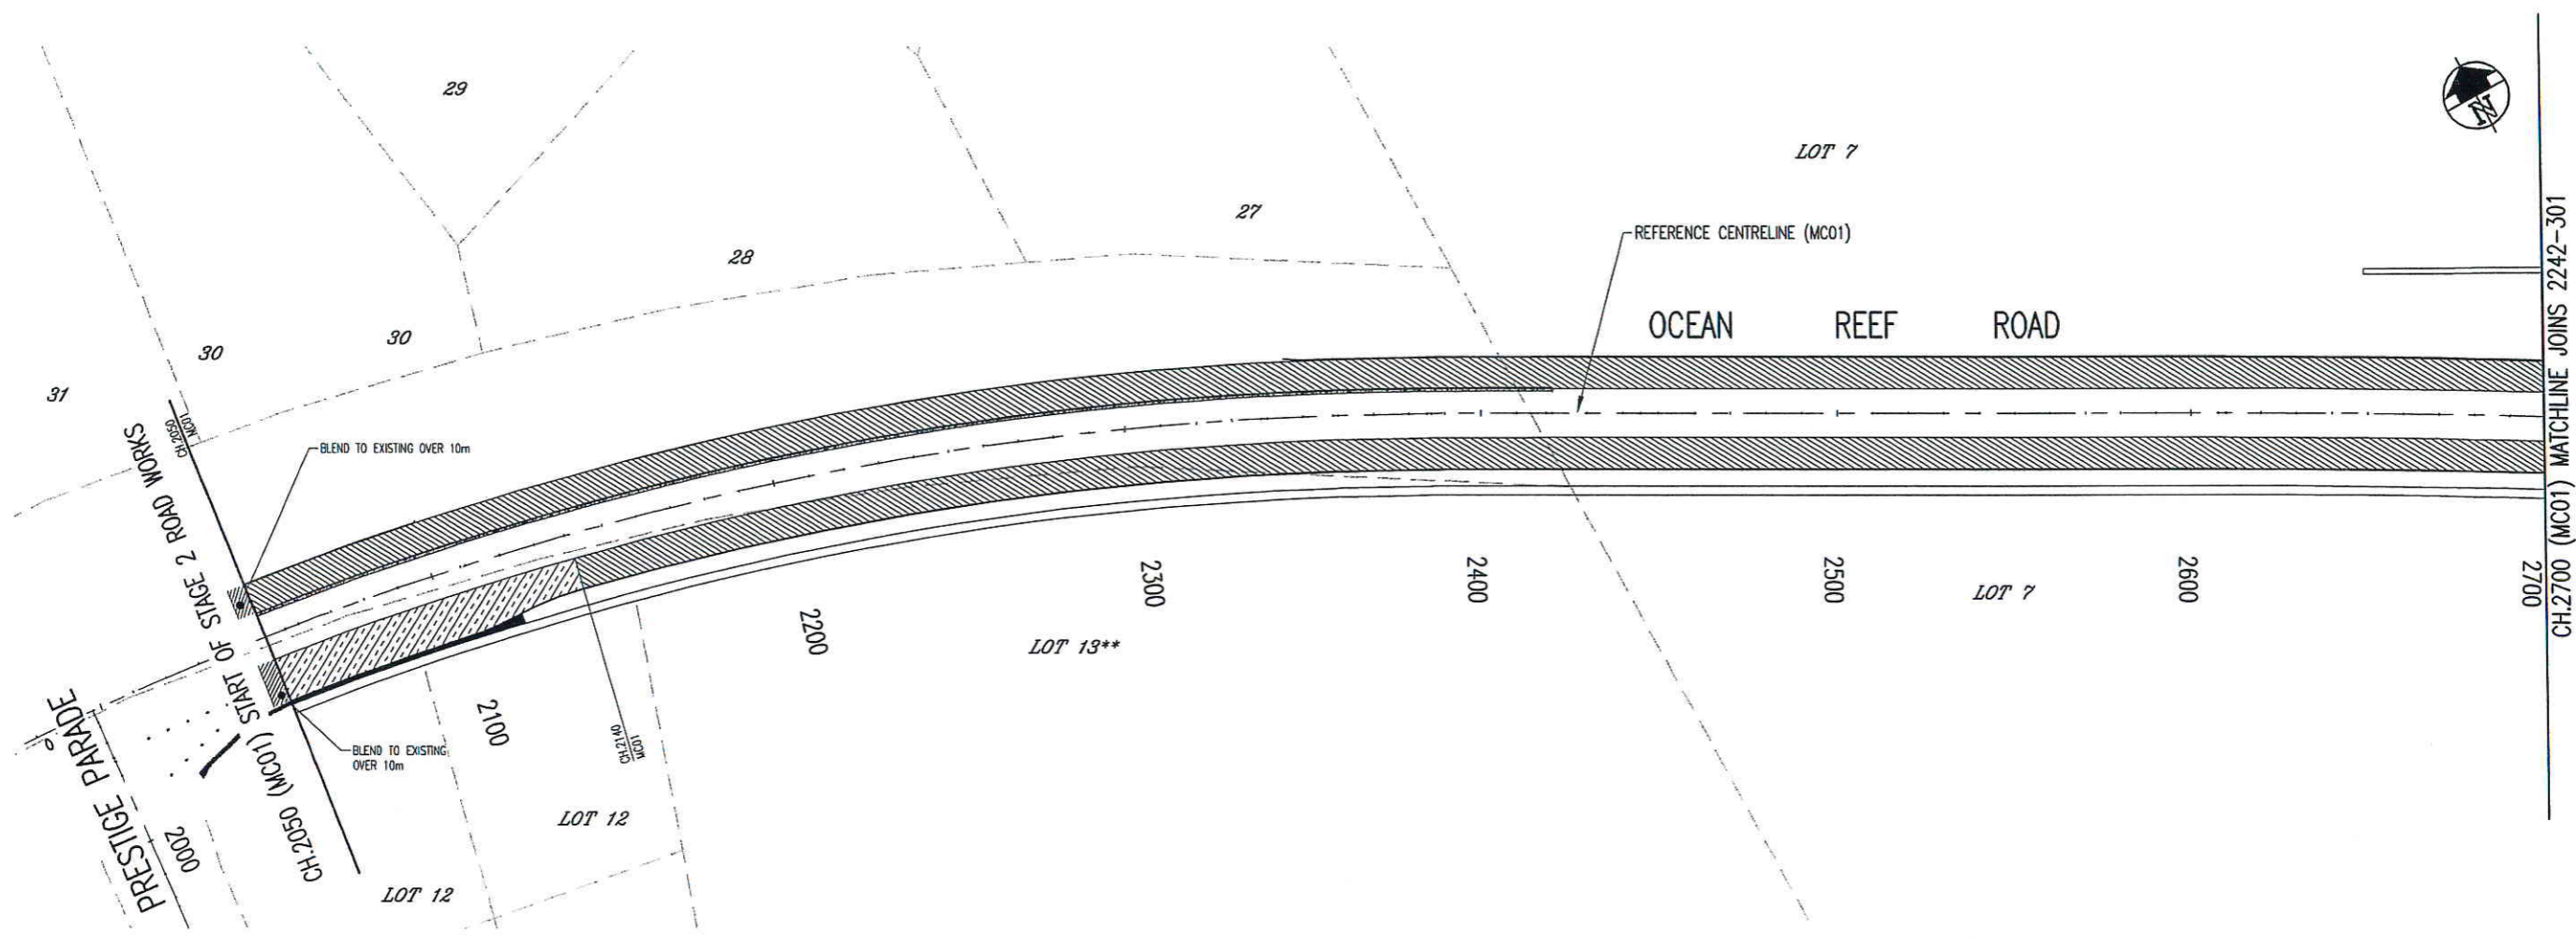 29
N
LOT 7
27
REFERENCE CENTRELINE (MC01)
28
OCEAN REEF ROAD
30
30
31
CH.2050
MC01
BLEND TO EXISTING OVER 10m
CH.2050 (MC01) START OF STAGE 2 ROAD WORKS
BLEND TO EXISTING
OVER 10m
PRESTIGE PARADE
2000
2100
2200
2300
2400
2500
2600
2700
CH.2140
MC01
LOT 7
LOT 13**
LOT 12
LOT 12
CH.2700 (MC01) MATCHLINE JOINS 2242-301